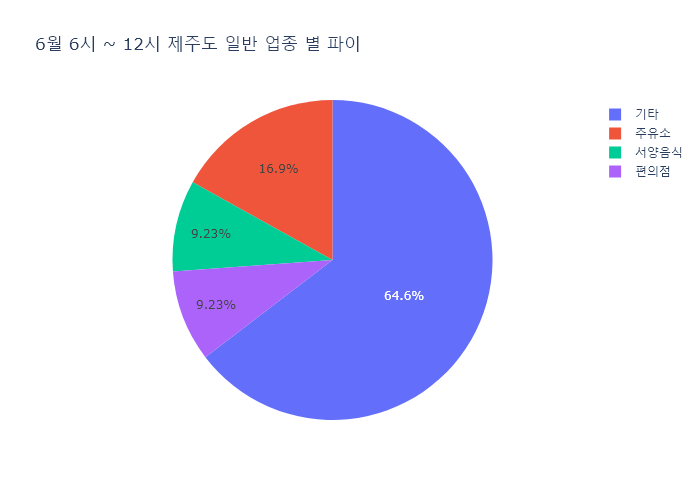 6월 6시 ~ 12시 제주도 일반 업종 별 파이
기타
주유소
서양음식
편의점
16.9%
9.23%
9.23%
64.6%